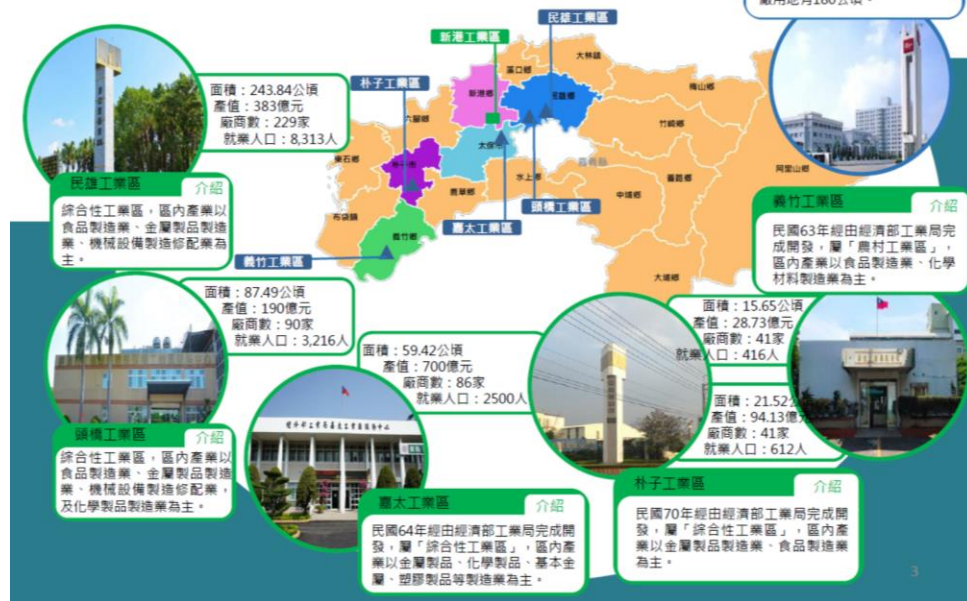 廠用地有180公頃。
民雄工業區
新港工業區
朴子工業區
大林鎮
溪口鄉
新港鄉
民雄鄉
梅山鄉
六腳鄉
竹崎鄉
太保市
東石鄉
朴子市
嘉義縣
水上鄉
阿里山鄉
番路鄉
鹿草鄉
中埔鄉
布袋鎮
頭橋工業區
嘉太工業區
義竹鄉
義竹工業區
大埔鄉
面積：243.84公頃
產值：383億元
廠商數：229家
就業人口：8,313人
民雄工業區
介紹
綜合性工業區，區內產業以
食品製造業、金屬製品製造
業、機械設備製造修配業為
主。
義竹工業區
介紹
民國63年經由經濟部工業局完
成開發，屬「農村工業區」，
區內產業以食品製造業、化學
材料製造業為主。
面積：87.49公頃
產值：190億元
廠商數：90家
就業人口：3,216人
面積：15.65公頃
產值：28.73億元
廠商數：41家
就業人口：416人
面積：59.42公頃
產值：700億元
廠商數：86家
就業人口：2500人
面積：21.52公
產值：94.13億
廠商數：41家
就業人口：612人
頭橋工業區
介紹
綜合性工業區，區內產業以
食品製造業、金屬製品製造
業、機械設備製造修配業，
及化學製品製造業為主。
經濟部工業局嘉太工業區服務中心
嘉太工業區
介紹
民國64年經由經濟部工業局完成開
發，屬「綜合性工業區」，區內產
業以金屬製品、化學製品、基本金
屬、塑膠製品等製造業為主。
朴子工業區
介紹
民國70年經由經濟部工業局完成
開發，屬「綜合性工業區」，區內產
業以金屬製品製造業、食品製造業
為主。
3